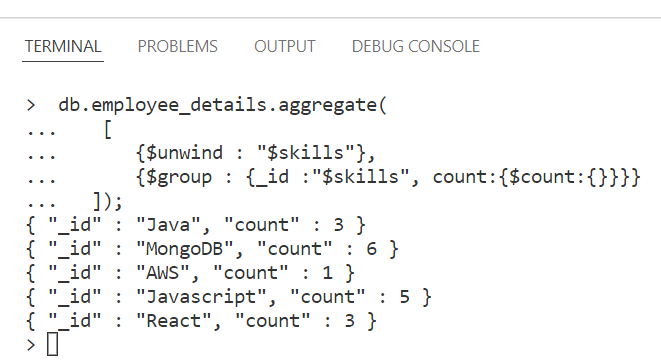 TERMINAL PROBLEMS OUTPUT DEBUG CONSOLE
> db.employee_details.aggregate(
... [
... {$unwind : "$skills"},
... {$group : {_id :"$skills", count:{$count:{}}}}
... ]);
{ "_id" : "Java", "count" : 3 }
{ "_id" : "MongoDB", "count" : 6 }
{ "_id" : "AWS", "count" : 1 }
{ "_id" : "Javascript", "count" : 5 }
{ "_id" : "React", "count" : 3 }
>